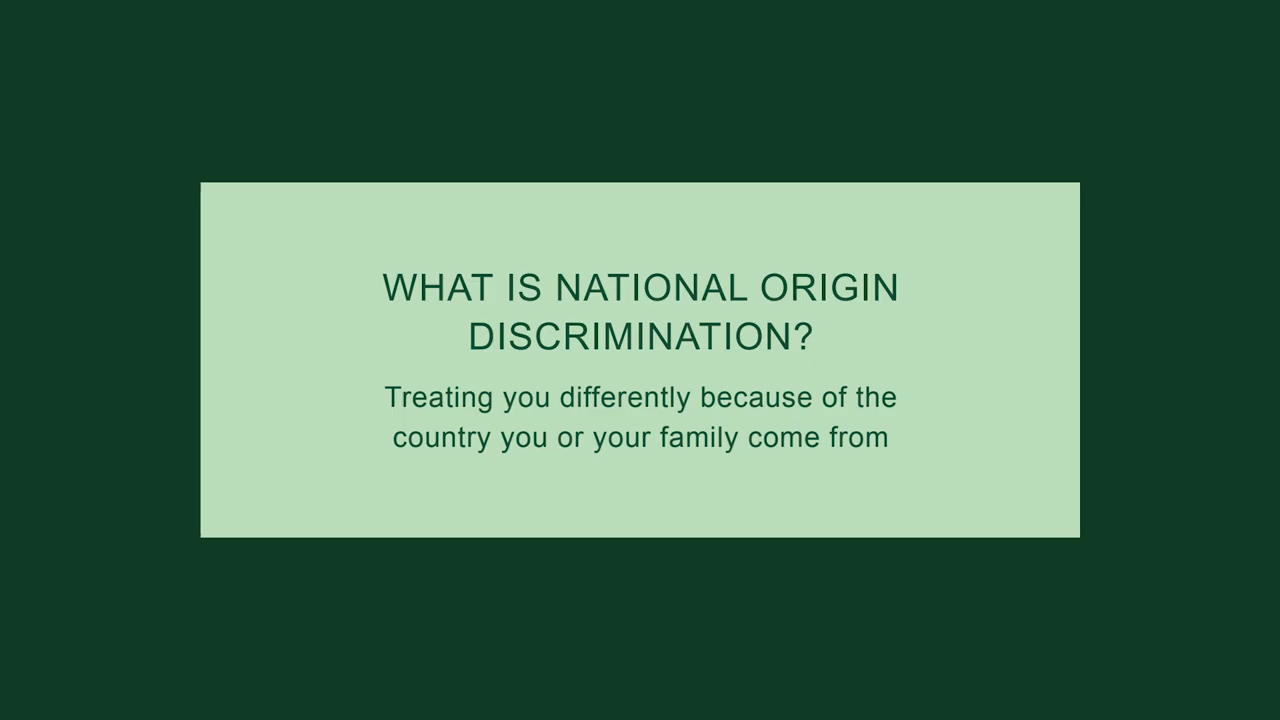 WHAT IS NATIONAL ORIGIN
DISCRIMINATION?
Treating you differently because of the
country you or your family come from